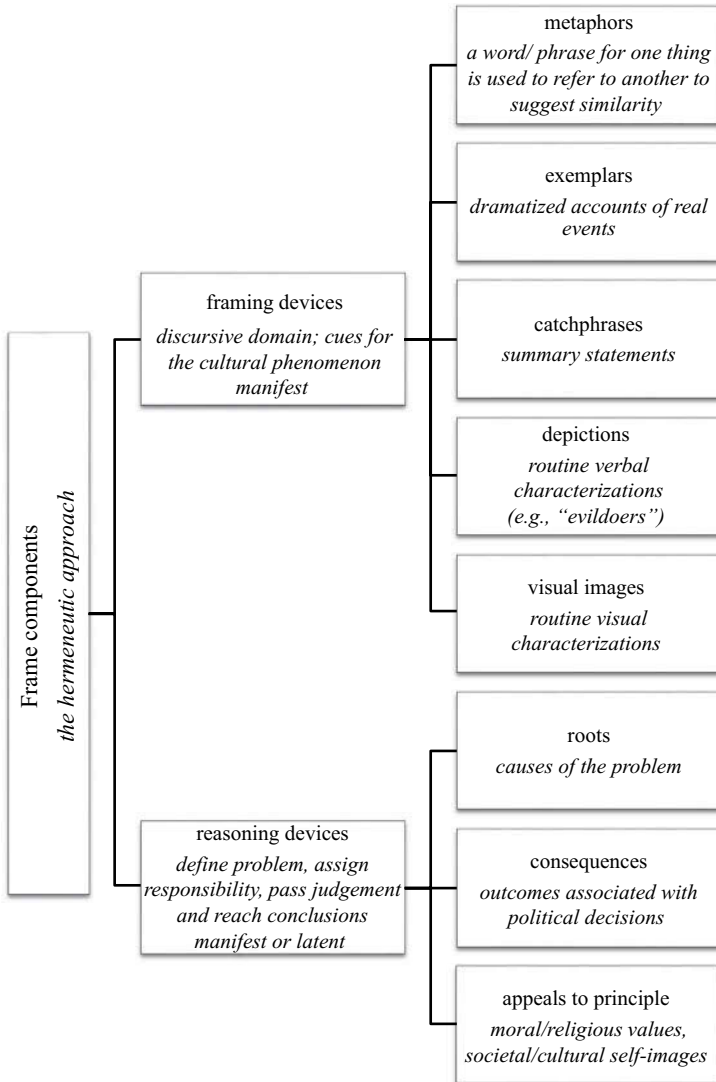 Frame components
the hermeneutic approach
framing devices
discursive domain; cues for
the cultural phenomenon
manifest
metaphors
a word/ phrase for one thing
is used to refer to another to
suggest similarity
exemplars
dramatized accounts of real
events
catchphrases
summary statements
depictions
routine verbal
characterizations
(e.g., “evildoers”)
visual images
routine visual
characterizations
reasoning devices
define problem, assign
responsibility, pass judgement
and reach conclusions
manifest or latent
roots
causes of the problem
consequences
outcomes associated with
political decisions
appeals to principle
moral/religious values,
societal/cultural self-images